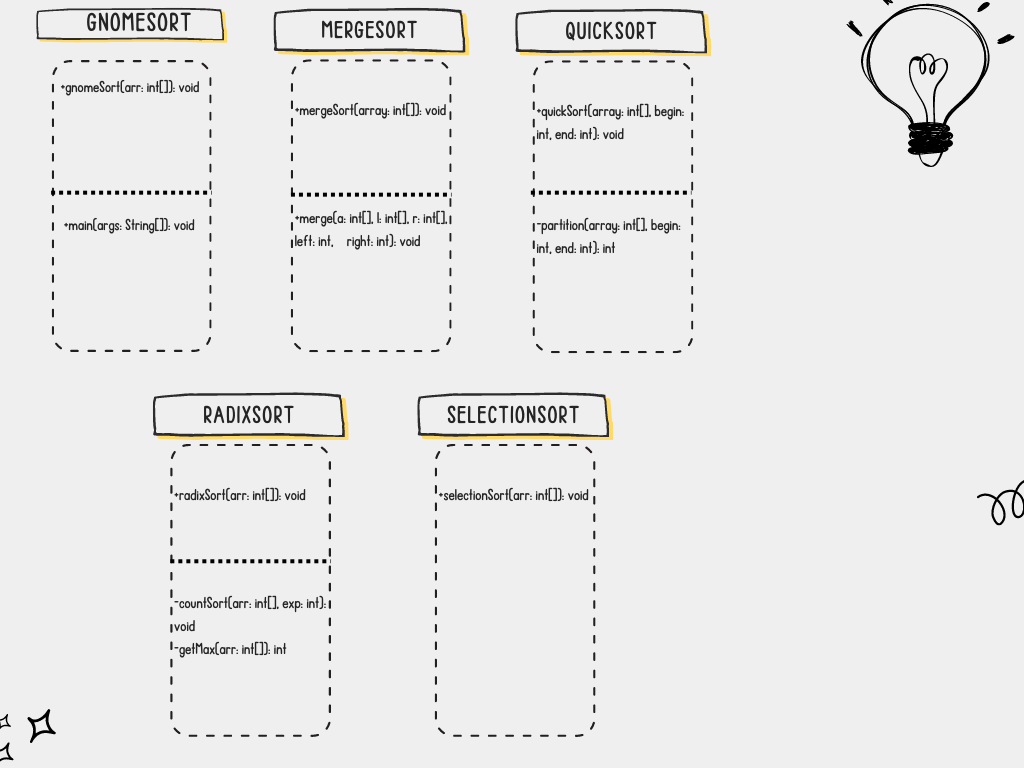 GNOMESORT
+gnomeSort(arr: int[]): void
+main(args: String[]): void
MERGESORT
+mergeSort(array: int[]): void
+merge(a: int[], l: int[], r: int[],
left: int, right: int): void
QUICKSORT
+quickSort(array: int[], begin:
int, end: int): void
-partition(array: int[], begin:
int, end: int): int
RADIXSORT
+radixSort(arr: int[]): void
-countSort(arr: int[], exp: int):
void
-getMax(arr: int[]): int
SELECTIONSORT
+selectionSort(arr: int[]): void